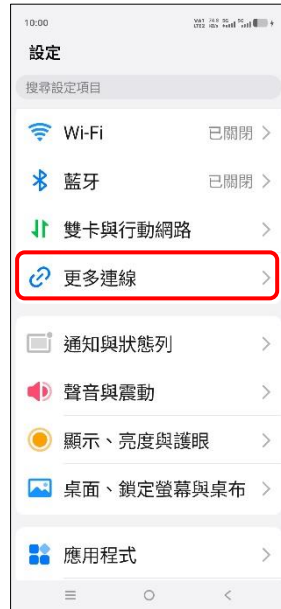 10:00
設定
搜尋設定項目
Wi-Fi 已關閉
藍牙 已關閉
雙卡與行動網路
更多連線
通知與狀態列
聲音與震動
顯示、亮度與護眼
桌面、鎖定螢幕與桌布
應用程式